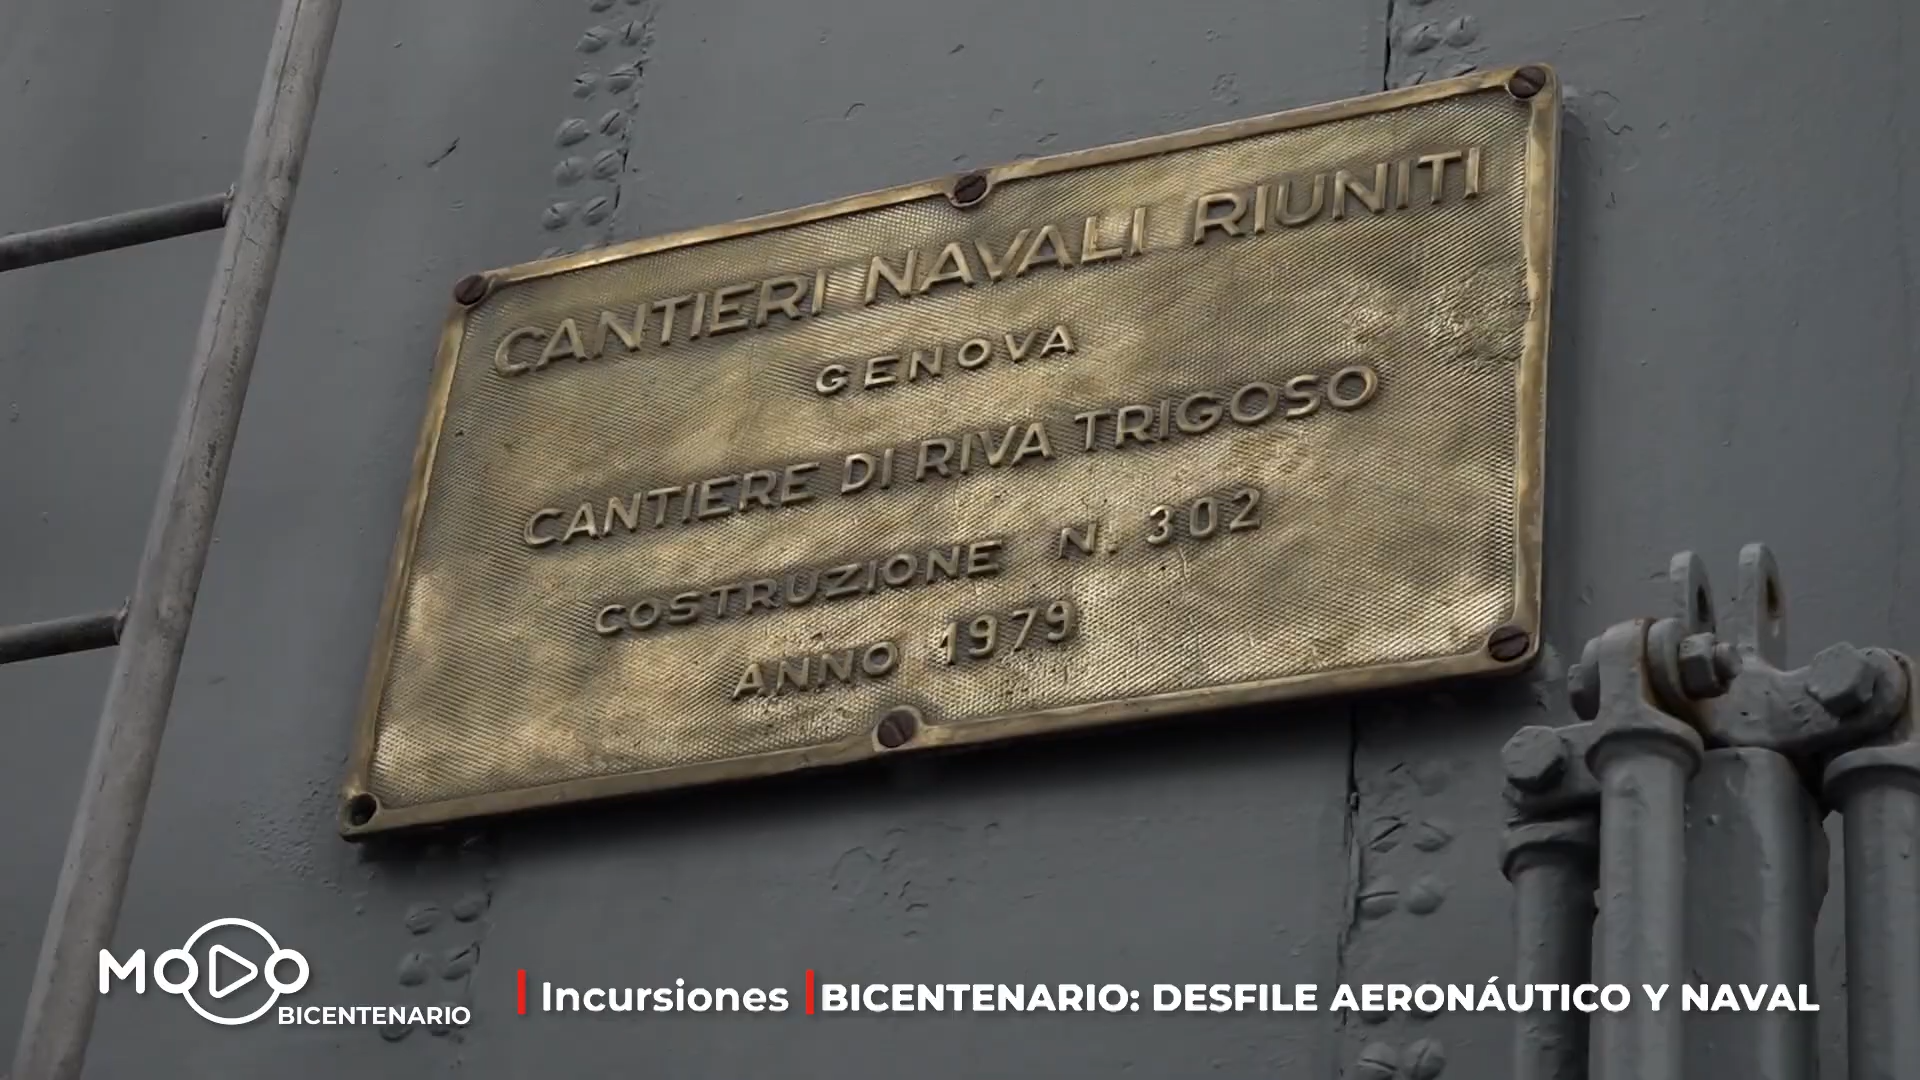 CANTIERI NAVALI RIUNITI
GENOVA
CANTIERE DI RIVA TRIGOSO
COSTRUZIONE N. 302
ANNO 1979
MODO
BICENTENARIO
Incursiones
BICENTENARIO: DESFILE AERONÁUTICO Y NAVAL